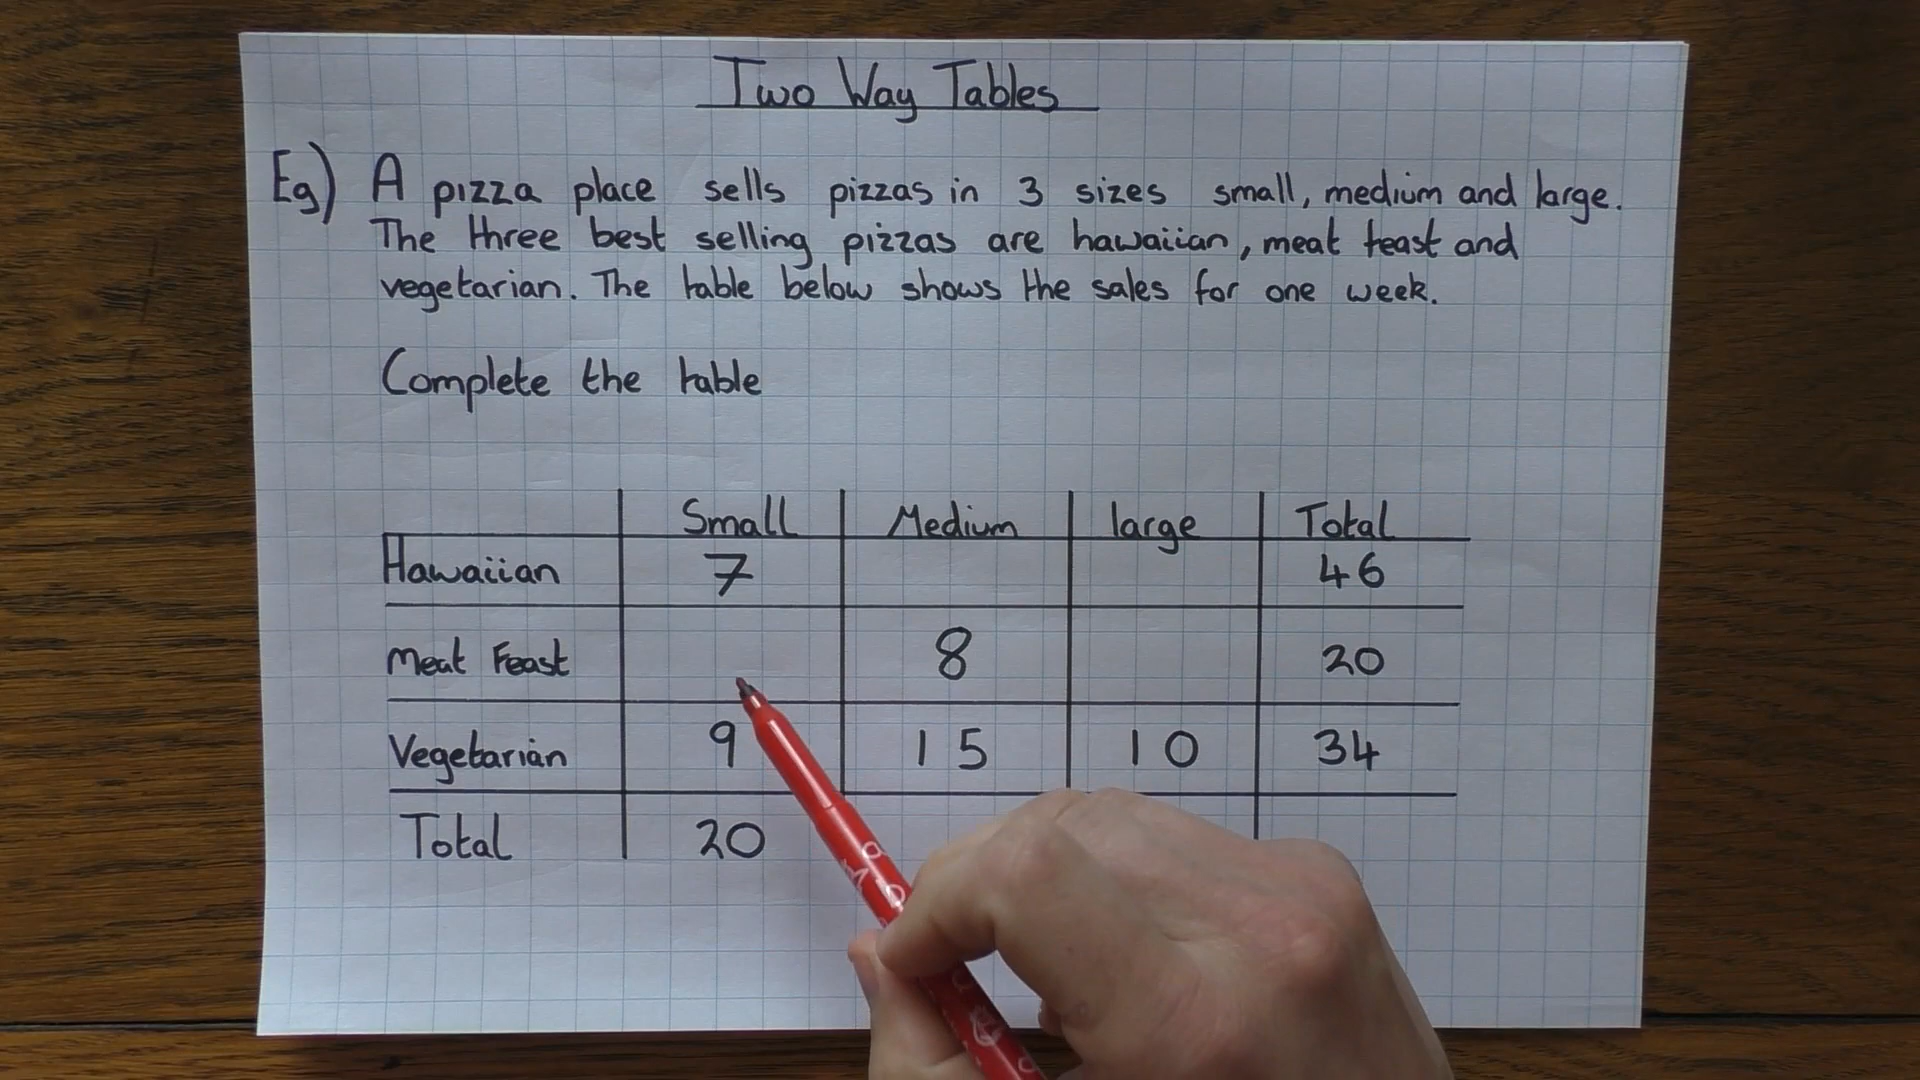 Two Way Tables
Eg) A pizza place sells pizzas in 3 sizes small, medium and large.
The three best selling pizzas are hawaiian, meat feast and
vegetarian. The table below shows the sales for one week.
Complete the table
Small Medium large Total
Hawaiian 7 46
Meat Feast 8 20
Vegetarian 9 15 10 34
Total 20